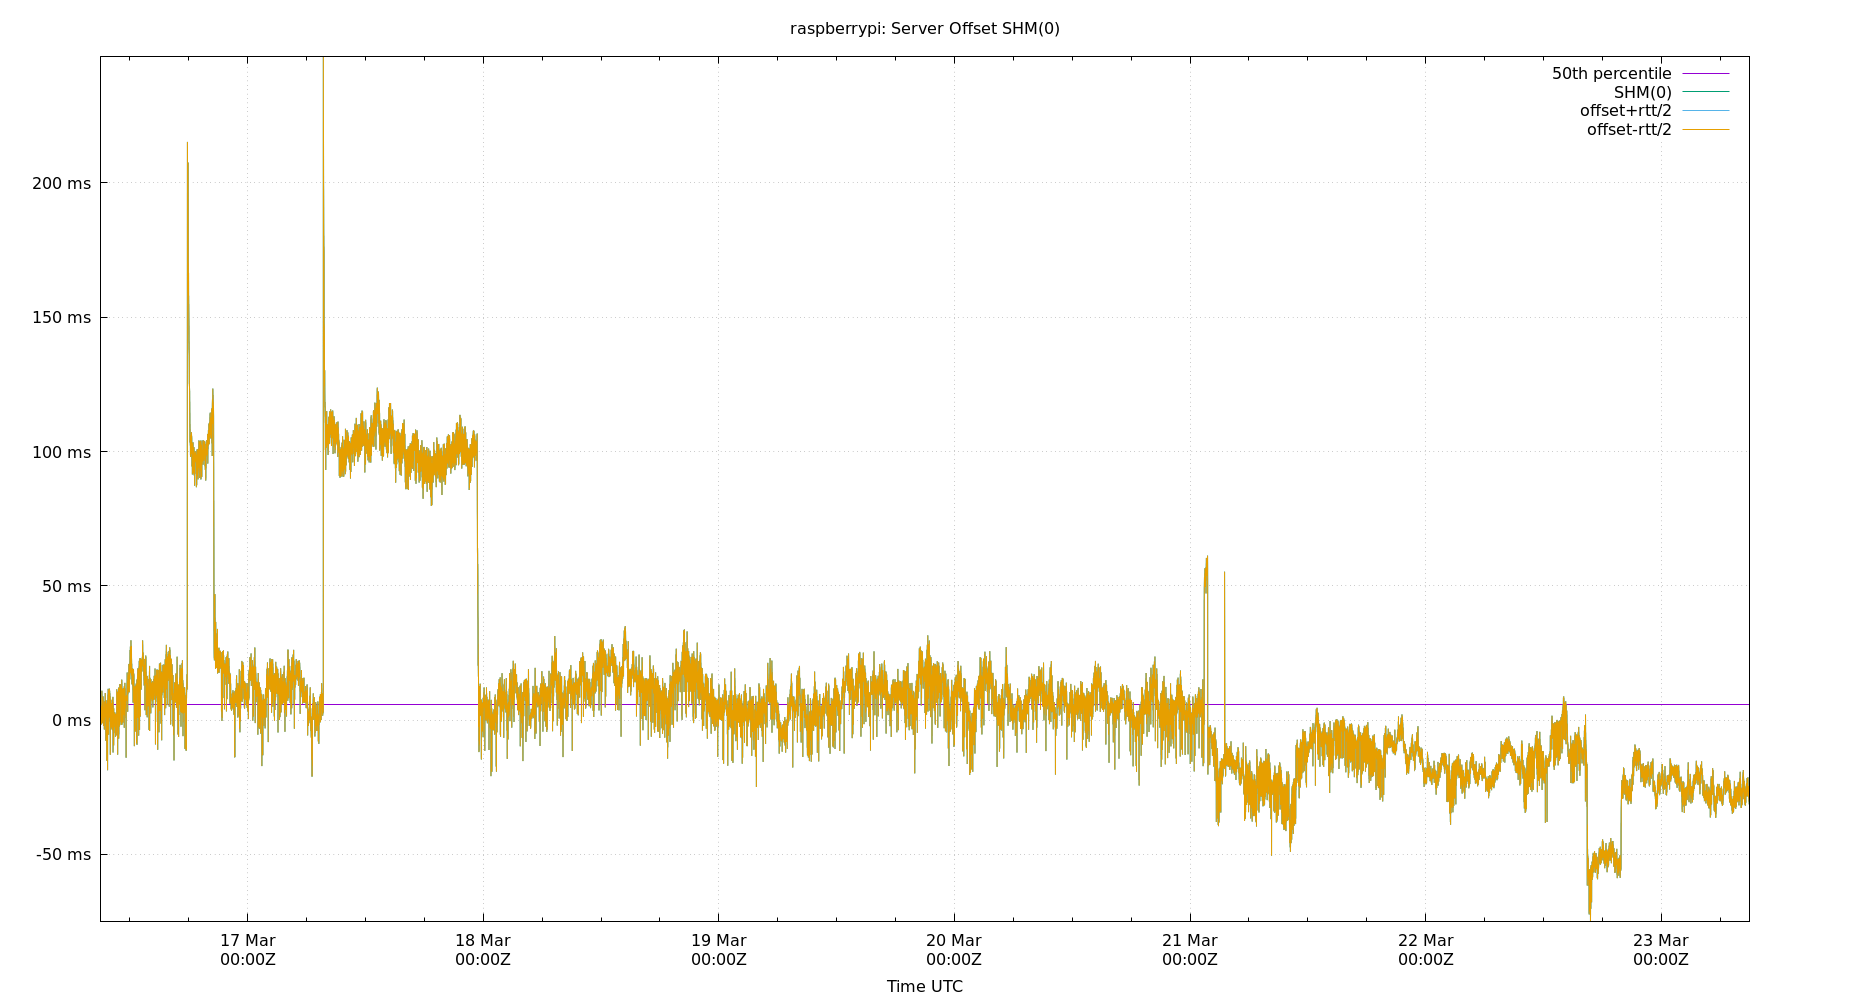 raspberrypi: Server Offset SHM(0)
50th percentile
SHM(0)
offset+rtt/2
offset-rtt/2
200 ms
150 ms
100 ms
50 ms
0 ms
-50 ms
17 Mar 18 Mar 19 Mar 20 Mar 21 Mar 22 Mar 23 Mar
00:00Z 00:00Z 00:00Z 00:00Z 00:00Z 00:00Z 00:00Z
Time UTC